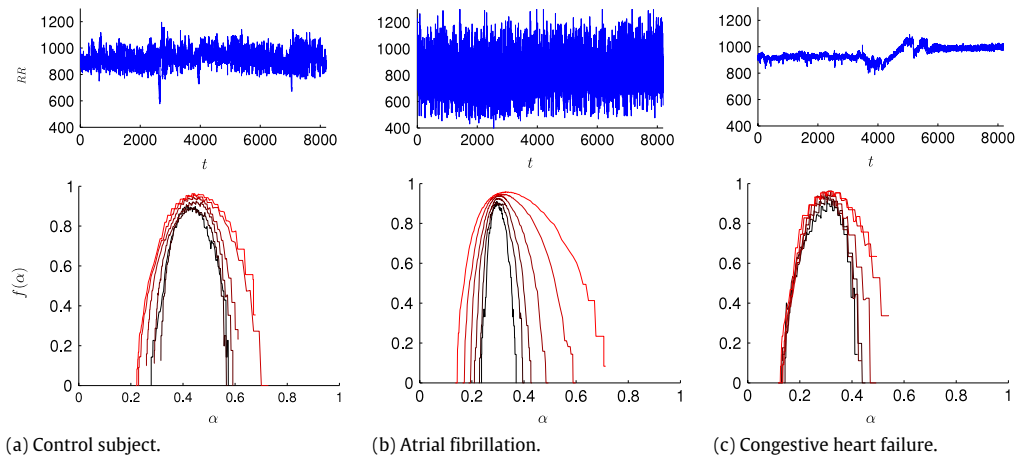 1200
1000
RR
800
600
400
0 2000 4000 6000 8000
t
1200
1000
800
600
400
0 2000 4000 6000 8000
t
1200
1000
800
600
400
0 2000 4000 6000 8000
t
1
0.8
0.6
f(α)
0.4
0.2
0
0 0.2 0.4 0.6 0.8 1
α
1
0.8
0.6
0.4
0.2
0
0 0.2 0.4 0.6 0.8 1
α
1
0.8
0.6
0.4
0.2
0
0 0.2 0.4 0.6 0.8 1
α
(a) Control subject.
(b) Atrial fibrillation.
(c) Congestive heart failure.